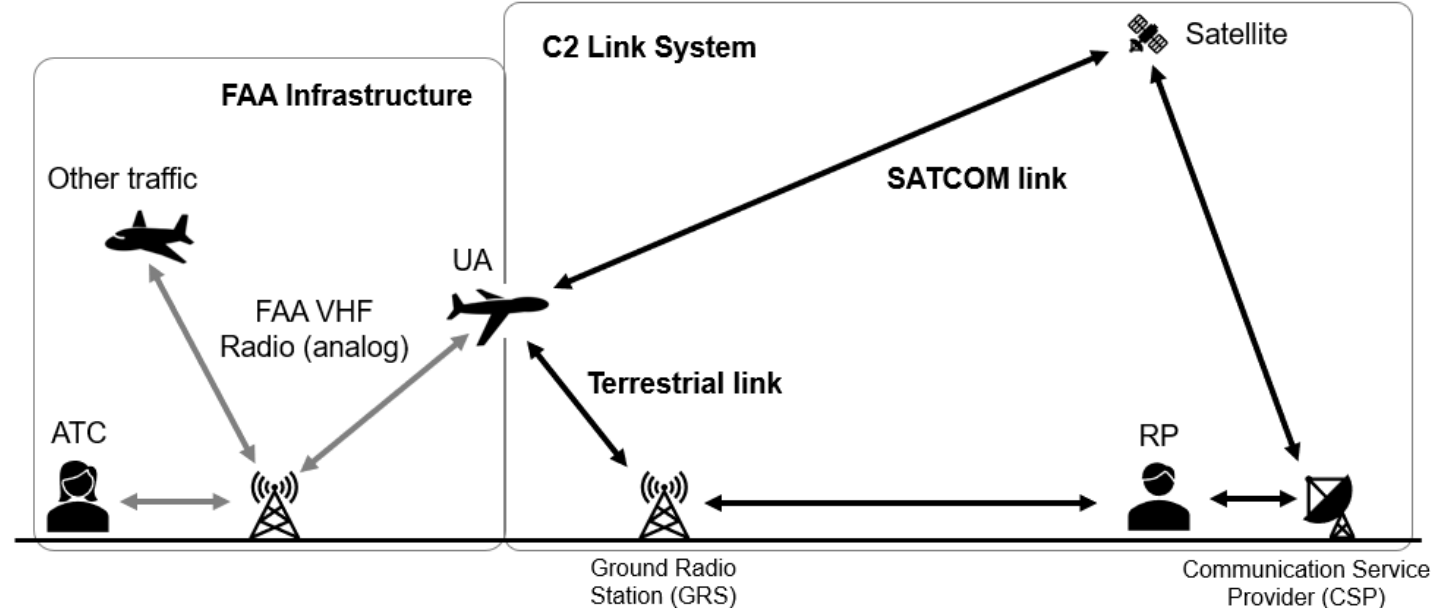 C2 Link System
Satellite
FAA Infrastructure
Other traffic
SATCOM link
UA
FAA VHF
Radio (analog)
Terrestrial link
ATC
RP
Ground Radio
Station (GRS)
Communication Service
Provider (CSP)